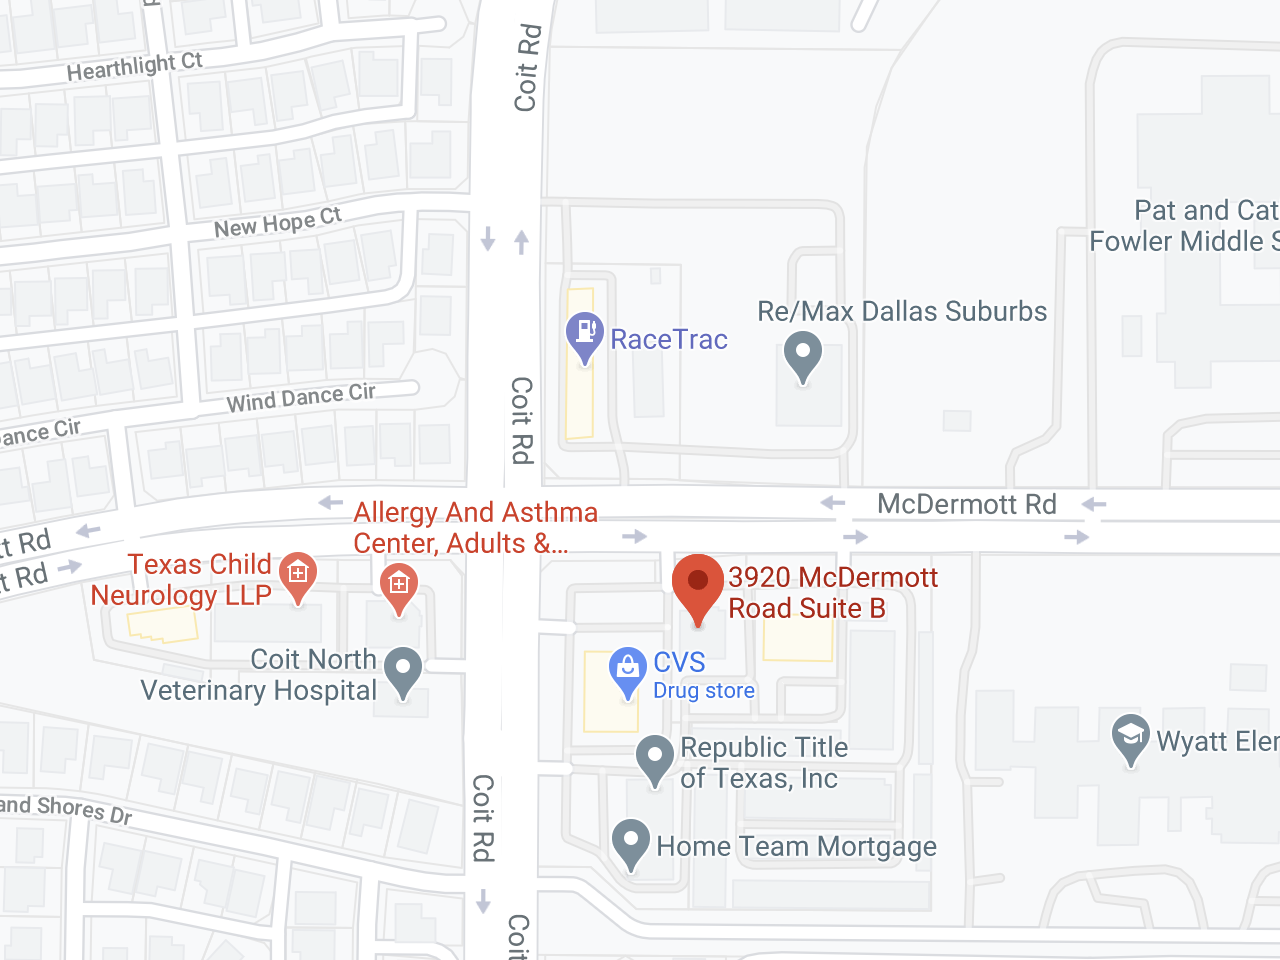 Hearthlight Ct
Coit Rd
New Hope Ct
Pat and Cat
Fowler Middle S
Re/Max Dallas Suburbs
RaceTrac
Wind Dance Cir
Coit Rd
Dance Cir
McDermott Rd
Allergy And Asthma
Center, Adults &...
tt Rd
t Rd
Texas Child
Neurology LLP
3920 McDermott
Road Suite B
Coit North
Veterinary Hospital
CVS
Drug store
Republic Title
of Texas, Inc
Wyatt Elem
and Shores Dr
Coit Rd
Home Team Mortgage
Coit